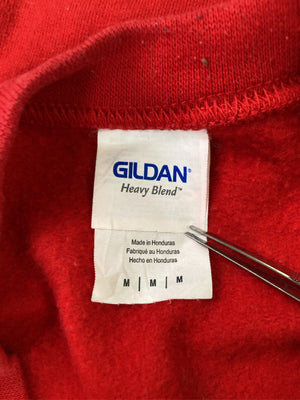 GILDAN®
Heavy Blend™
Made in Honduras
Fabriqué au Honduras
Hecho en Honduras
M | M | M